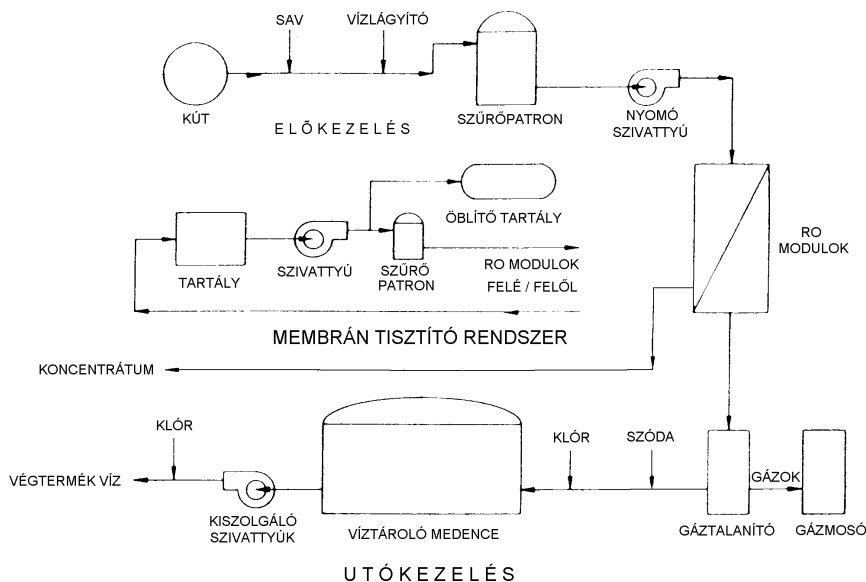 SAV
VÍZLÁGYÍTÓ
KÚT
ELŐKEZELÉS
SZŰRŐPATRON
NYOMÓ
SZIVATTYÚ
RO
MODULOK
ÖBLÍTŐ TARTÁLY
TARTÁLY
SZIVATTYÚ
SZŰRŐ
PATRON
RO MODULOK
FELÉ / FELŐL
MEMBRÁN TISZTÍTÓ RENDSZER
KONCENTRÁTUM
KLÓR
VÉGTERMÉK VÍZ
KISZOLGÁLÓ
SZIVATTYÚK
VÍZTÁROLÓ MEDENCE
KLÓR
SZÓDA
GÁZOK
GÁZTALANÍTÓ
GÁZMOSÓ
UTÓKEZELÉS